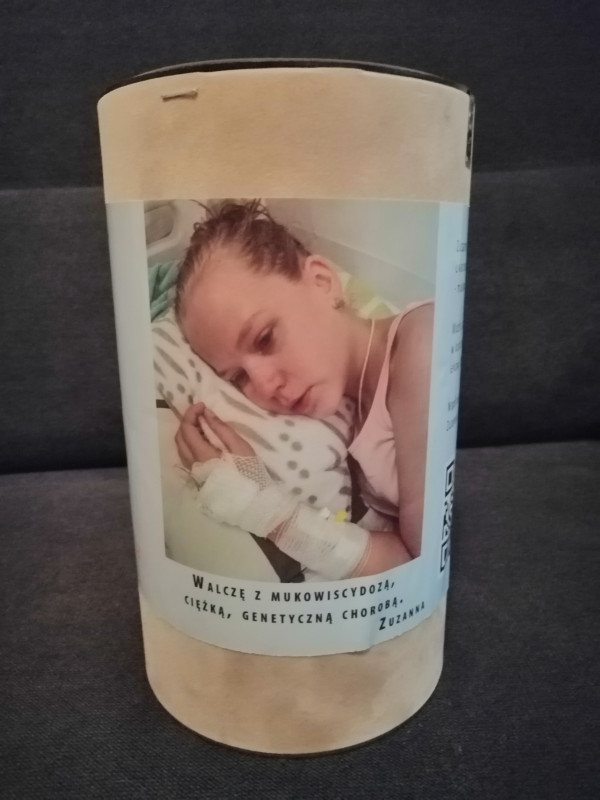 Walczę z mukowiscydozą,
ciężką, genetyczną chorobą.
Zuzanna